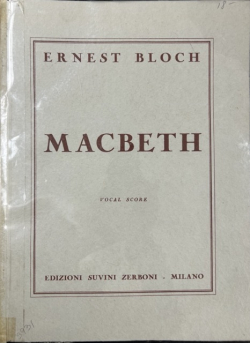 ERNEST BLOCH
MACBETH
VOCAL SCORE
EDIZIONI SUVINI ZERBONI - MILANO